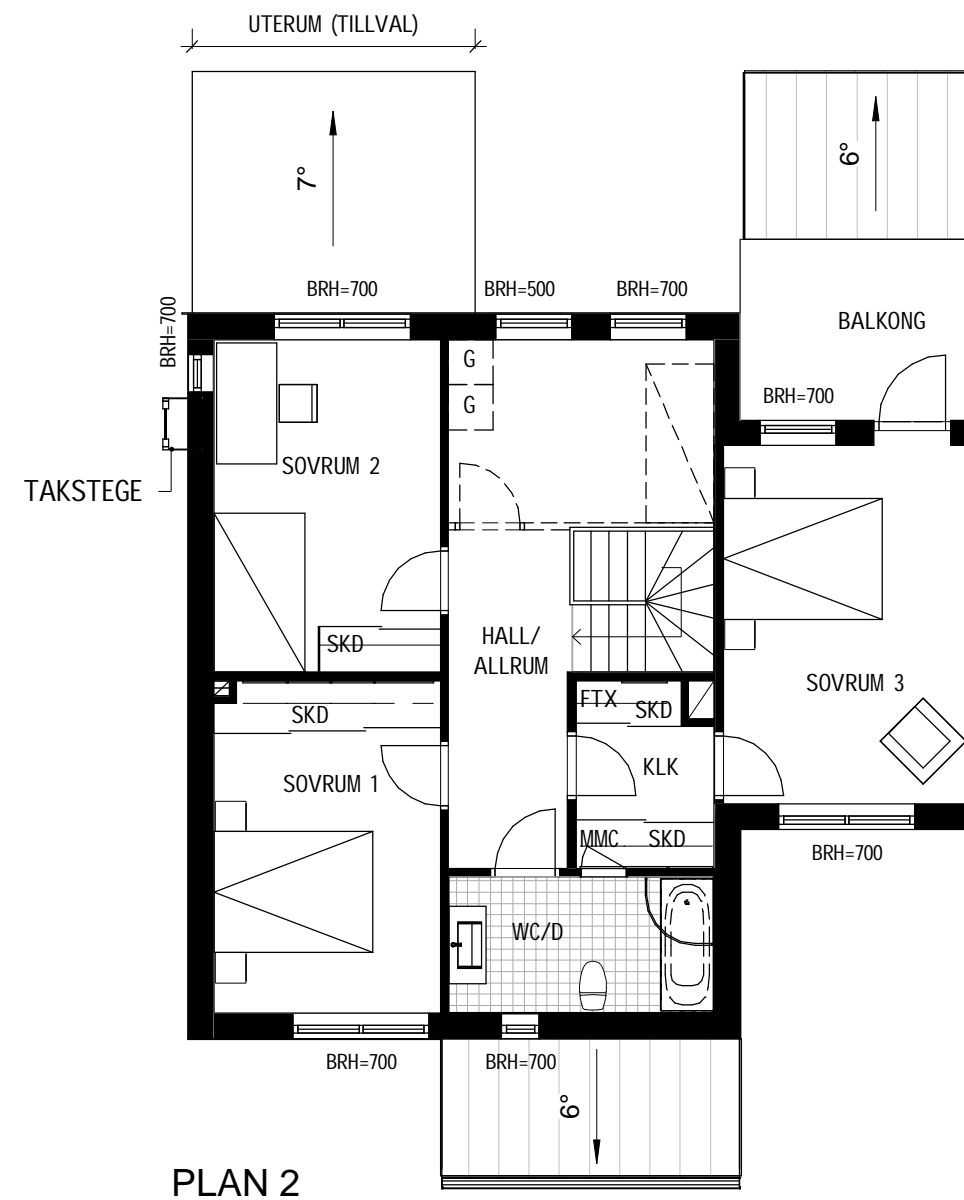 UTERUM (TILLVAL)
7°
6°
BRH=700
BRH=500
BRH=700
BRH=700
BALKONG
BRH=700
G
G
SOVRUM 2
TAKSTEGE
SKD
HALL/
ALLRUM
SOVRUM 3
SKD
FTX
SKD
SOVRUM 1
KLK
MMC
SKD
BRH=700
WC/D
BRH=700
BRH=700
6°
PLAN 2